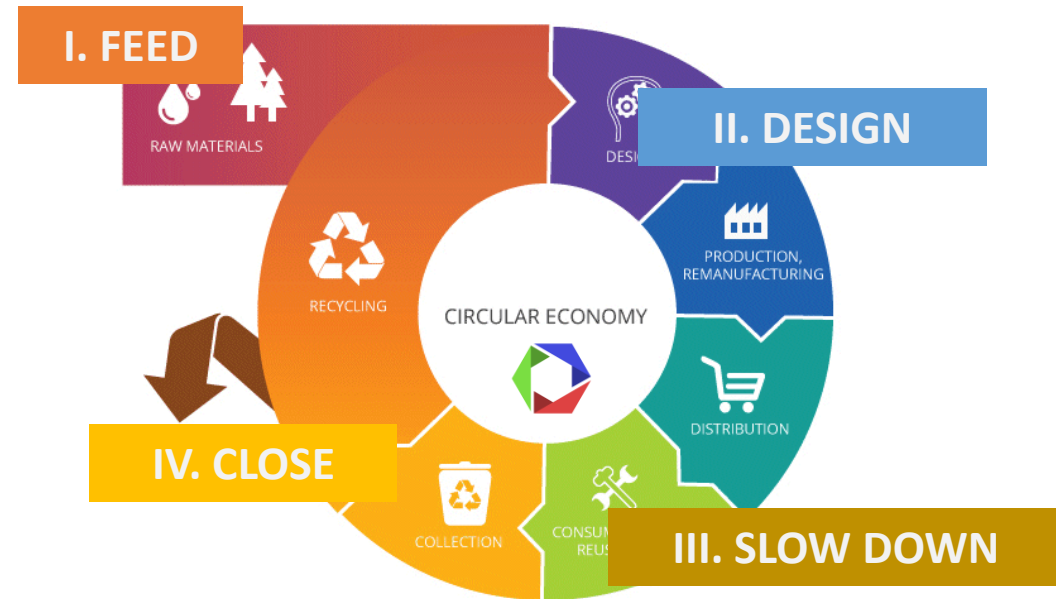 I. FEED
RAW MATERIALS
II. DESIGN
PRODUCTION,
REMANUFACTURING
RECYCLING
CIRCULAR ECONOMY
DISTRIBUTION
IV. CLOSE
COLLECTION
III. SLOW DOWN